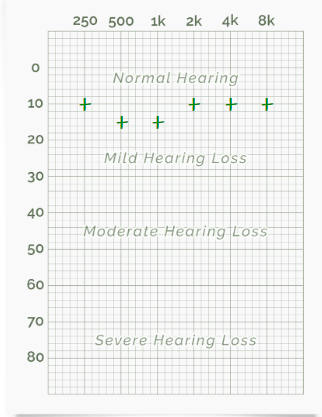 250 500 1k 2k 4k 8k
0
Normal Hearing
10
20
Mild Hearing Loss
30
40
Moderate Hearing Loss
50
60
70
Severe Hearing Loss
80